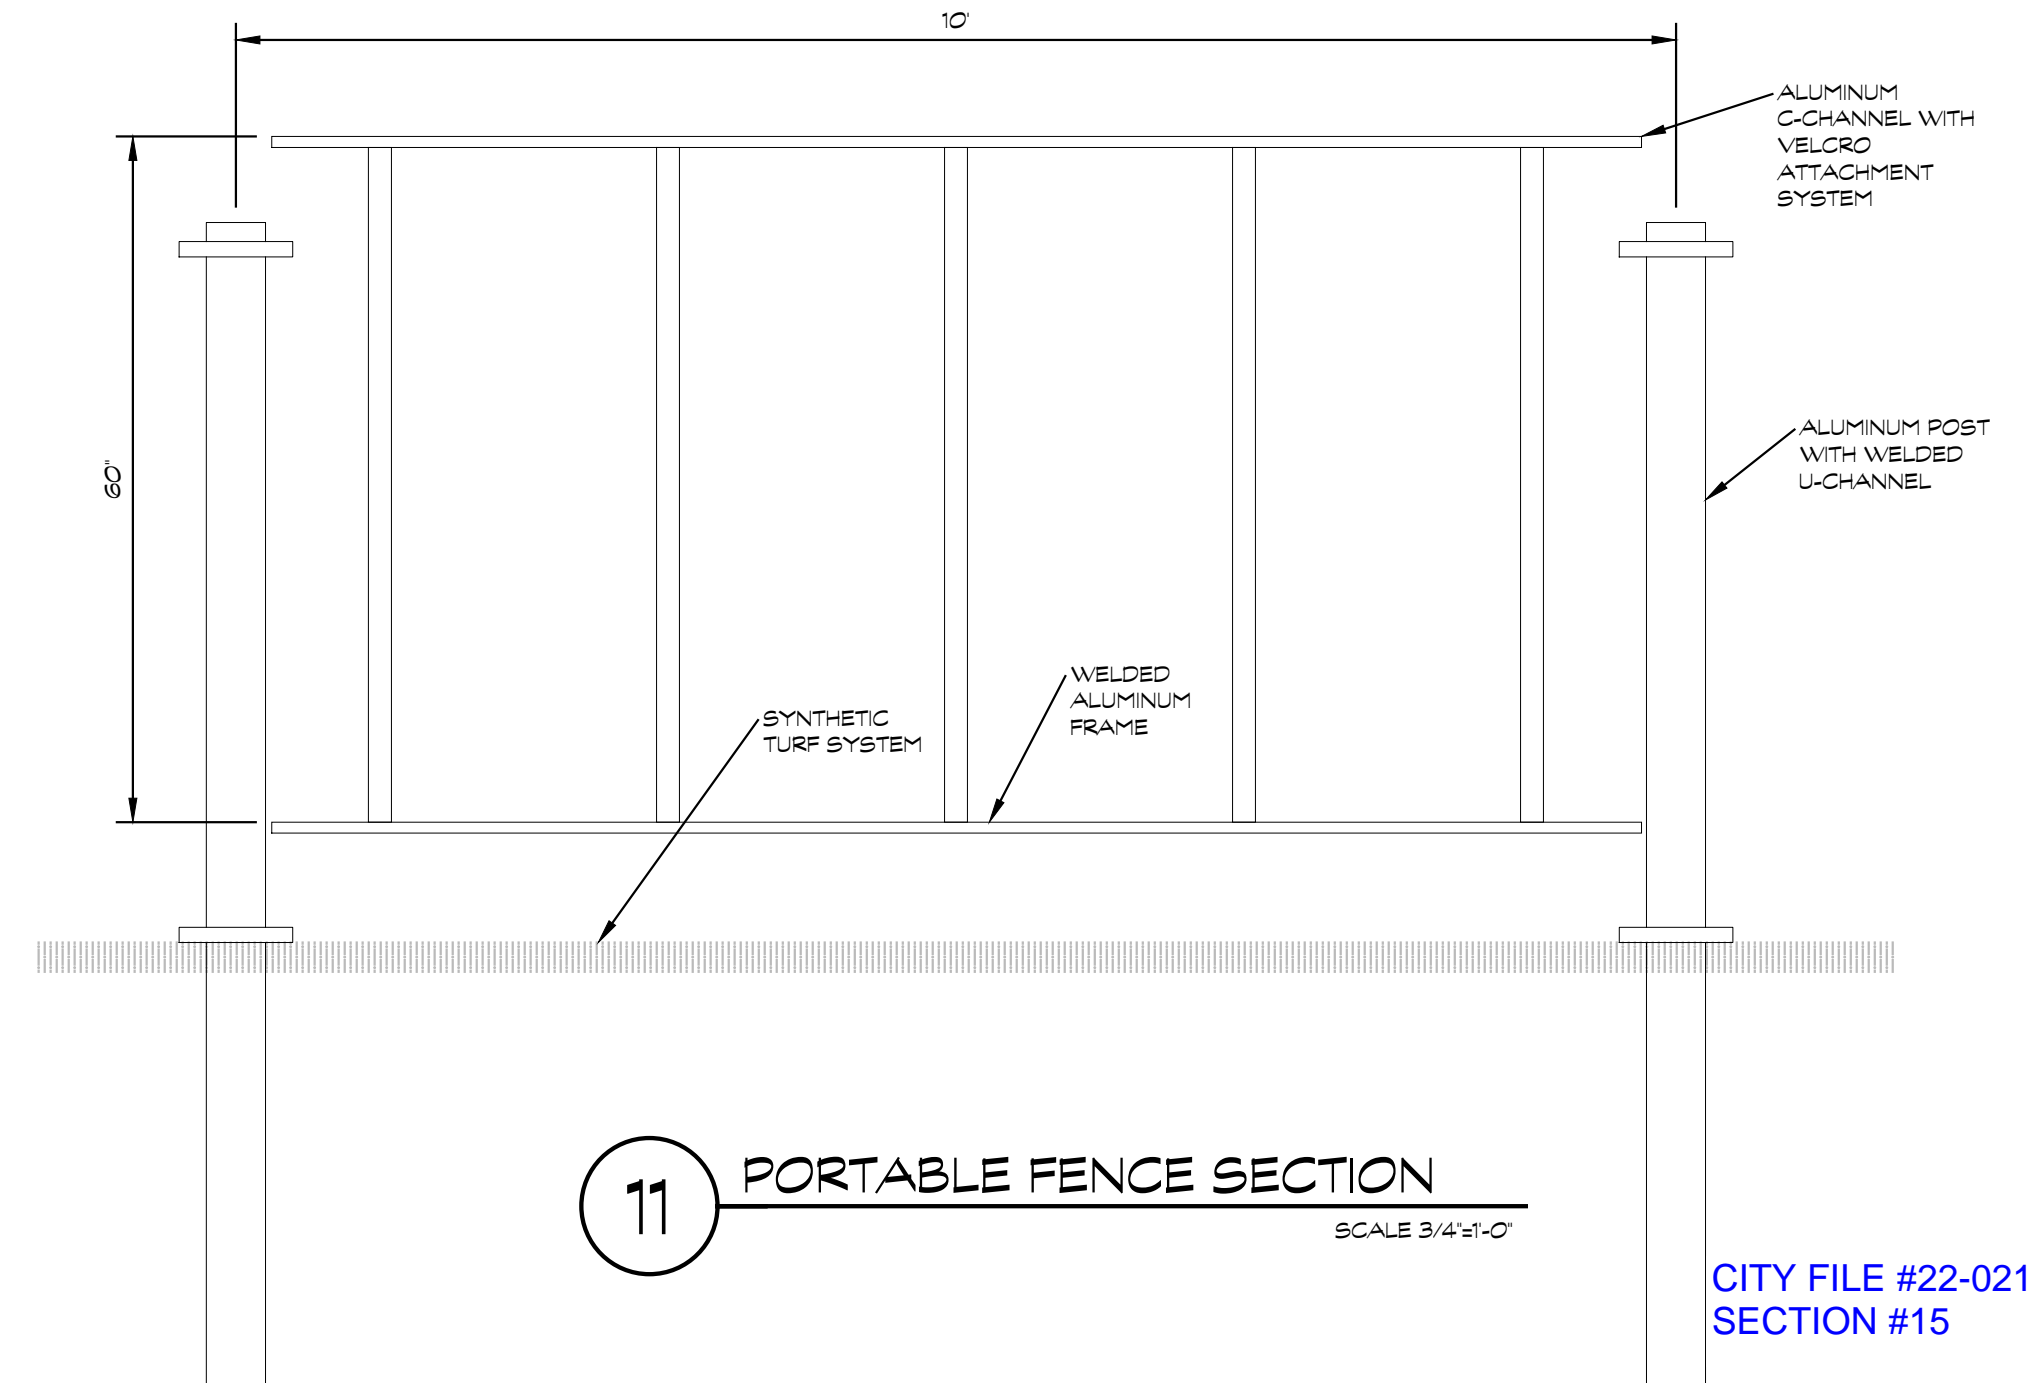 10'
ALUMINUM
C-CHANNEL WITH
VELCRO
ATTACHMENT
SYSTEM
60"
ALUMINUM POST
WITH WELDED
U-CHANNEL
WELDED
ALUMINUM
FRAME
SYNTHETIC
TURF SYSTEM
11
PORTABLE FENCE SECTION
SCALE 3/4"=1'-0"
CITY FILE #22-021
SECTION #15